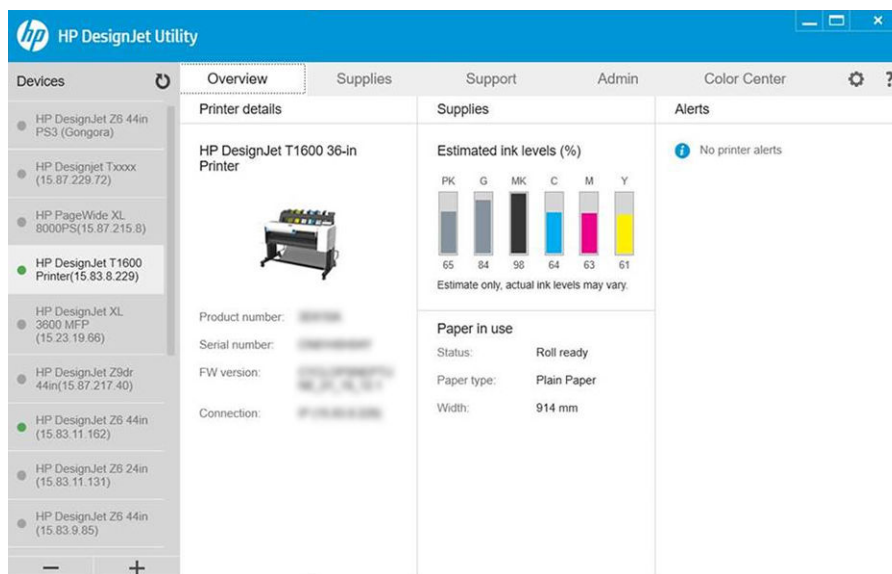 hp HP DesignJet Utility
Devices
HP DesignJet Z6 44in
PS3 (Gongora)
HP Designjet Txxxx
(15.87.229.72)
HP PageWide XL
8000PS(15.87.215.8)
HP DesignJet T1600
Printer(15.83.8.229)
HP DesignJet XL
3600 MFP
(15.23.19.66)
HP DesignJet Z9dr
44in(15.87.217.40)
HP DesignJet Z6 44in
(15.83.11.162)
HP DesignJet Z6 24in
(15.83.11.131)
HP DesignJet Z6 44in
(15.83.9.85)
Overview Supplies Support Admin Color Center ?
Printer details
HP DesignJet T1600 36-in
Printer
Product number:
Serial number:
FW version:
Connection:
Supplies
Estimated ink levels (%)
PK G MK C M Y
65 84 98 64 63 61
Estimate only, actual ink levels may vary.
Paper in use
Status: Roll ready
Paper type: Plain Paper
Width: 914 mm
Alerts
No printer alerts